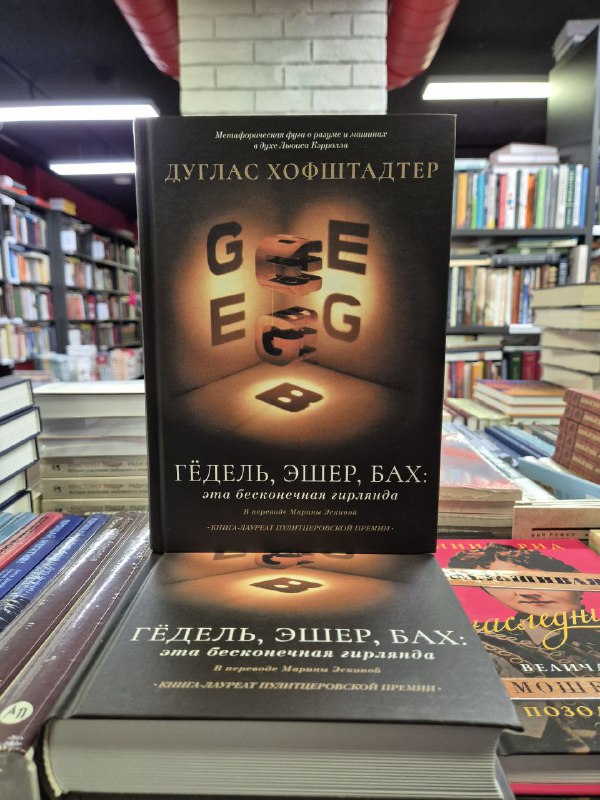 Метафорическая фуга о разуме и машинах
в духе Льюиса Кэрролла
ДУГЛАС ХОФШТАДТЕР
G E
E G
B
ГЁДЕЛЬ, ЭШЕР, БАХ:
эта бесконечная гирлянда
В переводе Марины Эскиной
· КНИГА-ЛАУРЕАТ ПУЛИТЦЕРОВСКОЙ ПРЕМИИ ·
B
ГЁДЕЛЬ, ЭШЕР, БАХ:
эта бесконечная гирлянда
В переводе Марины Эскиной
· КНИГА-ЛАУРЕАТ ПУЛИТЦЕРОВСКОЙ ПРЕМИИ ·
АП